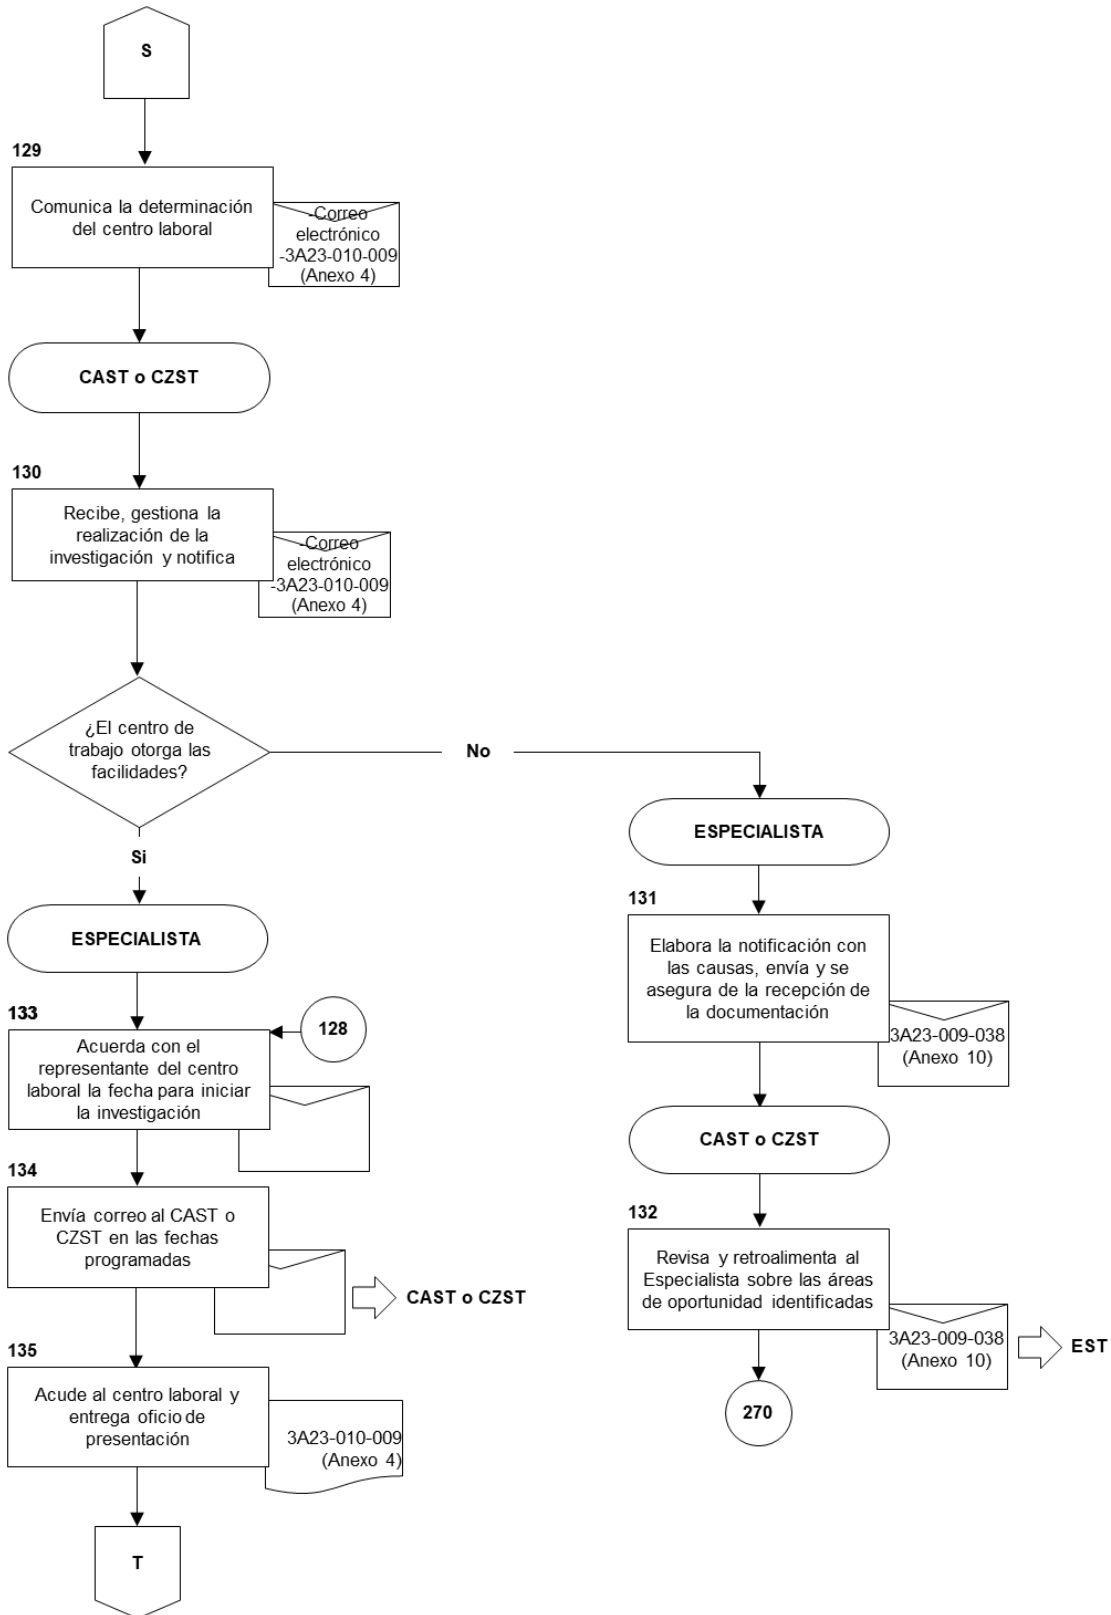 S
129
Comunica la determinación
del centro laboral
-Correo
electrónico
-3A23-010-009
(Anexo 4)
CAST o CZST
130
Recibe, gestiona la
realización de la
investigación y notifica
-Correo
electrónico
-3A23-010-009
(Anexo 4)
¿El centro de
trabajo otorga las
facilidades?
No
Si
ESPECIALISTA
131
Elabora la notificación con
las causas, envía y se
asegura de la recepción de
la documentación
3A23-009-038
(Anexo 10)
CAST o CZST
132
Revisa y retroalimenta al
Especialista sobre las áreas
de oportunidad identificadas
3A23-009-038
(Anexo 10)
EST
270
ESPECIALISTA
133
128
Acuerda con el
representante del centro
laboral la fecha para iniciar
la investigación
134
Envía correo al CAST o
CZST en las fechas
programadas
CAST o CZST
135
Acude al centro laboral y
entrega oficio de
presentación
3A23-010-009
(Anexo 4)
T